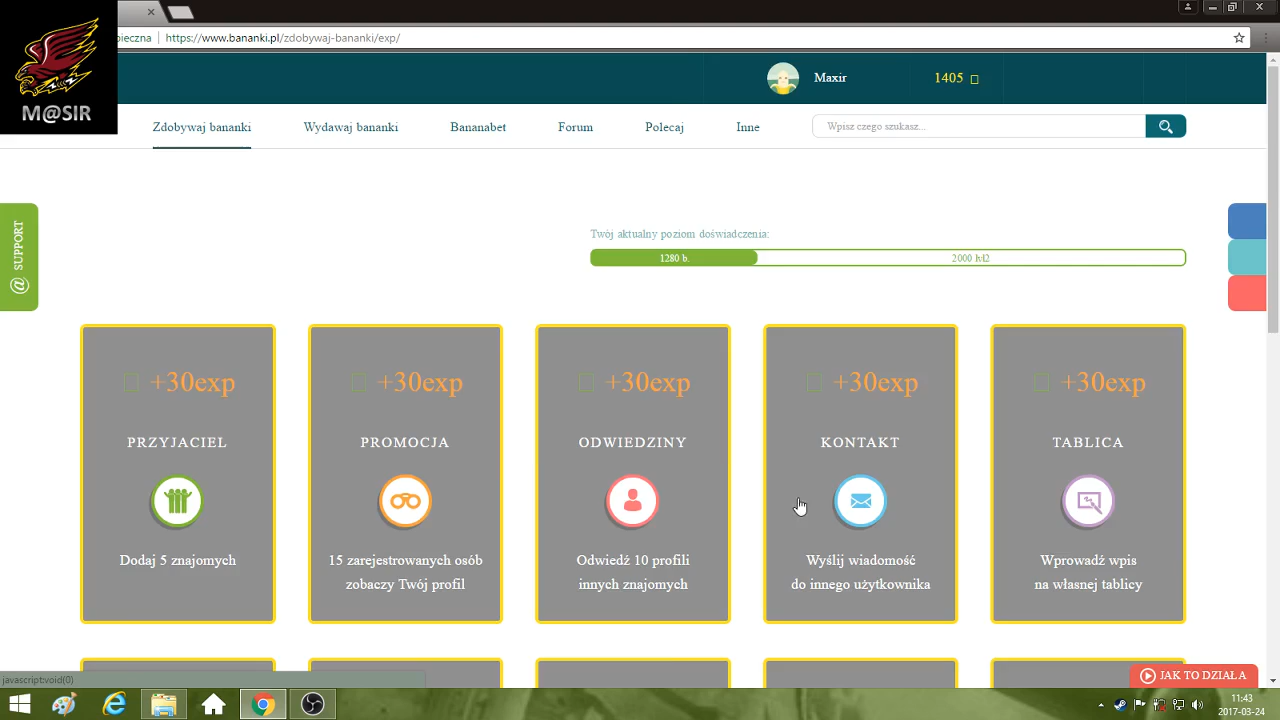 pieczna
https://www.bananki.pl/zdobywaj-bananki/exp/
M@SIR
Maxir
1405
Zdobywaj bananki
Wydawaj bananki
Bananabet
Forum
Polecaj
Inne
Wpisz czego szukasz...
@ SUPPORT
Twój aktualny poziom doświadczenia:
1280 b.
2000 lvl2
+30exp
+30exp
+30exp
+30exp
+30exp
PRZYJACIEL
PROMOCJA
ODWIEDZINY
KONTAKT
TABLICA
Dodaj 5 znajomych
15 zarejestrowanych osób
zobaczy Twój profil
Odwiedź 10 profili
innych znajomych
Wyślij wiadomość
do innego użytkownika
Wprowadź wpis
na własnej tablicy
javascript:void(0)
JAK TO DZIAŁA
11:43
2017-03-24